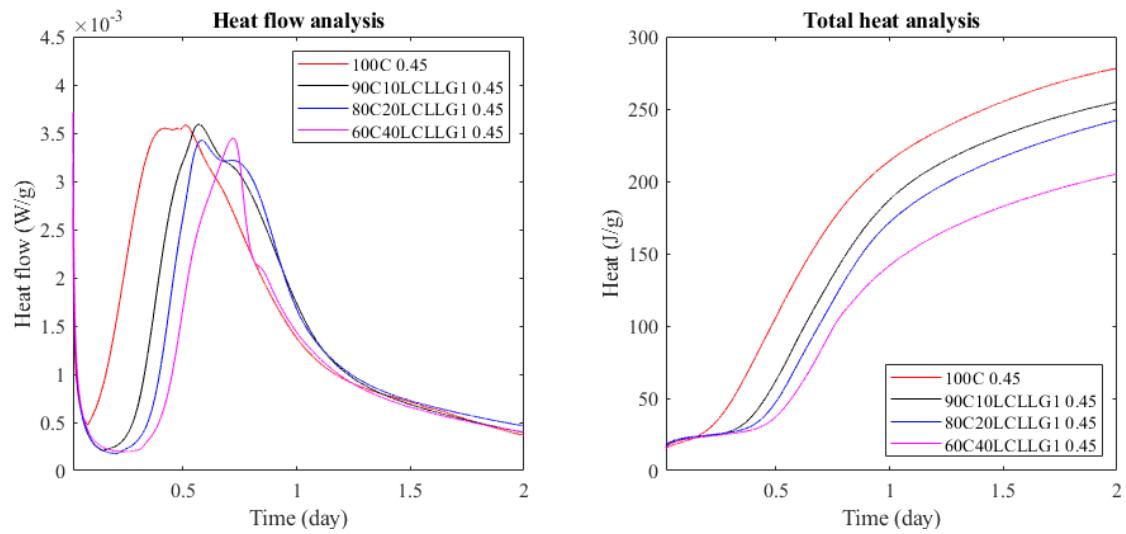 Heat flow analysis
×10⁻³
4.5
4
3.5
3
2.5
2
1.5
1
0.5
0
Heat flow (W/g)
100C 0.45
90C10LCLLG1 0.45
80C20LCLLG1 0.45
60C40LCLLG1 0.45
0.5 1 1.5 2
Time (day)
Total heat analysis
300
250
200
150
100
50
0
Heat (J/g)
100C 0.45
90C10LCLLG1 0.45
80C20LCLLG1 0.45
60C40LCLLG1 0.45
0.5 1 1.5 2
Time (day)